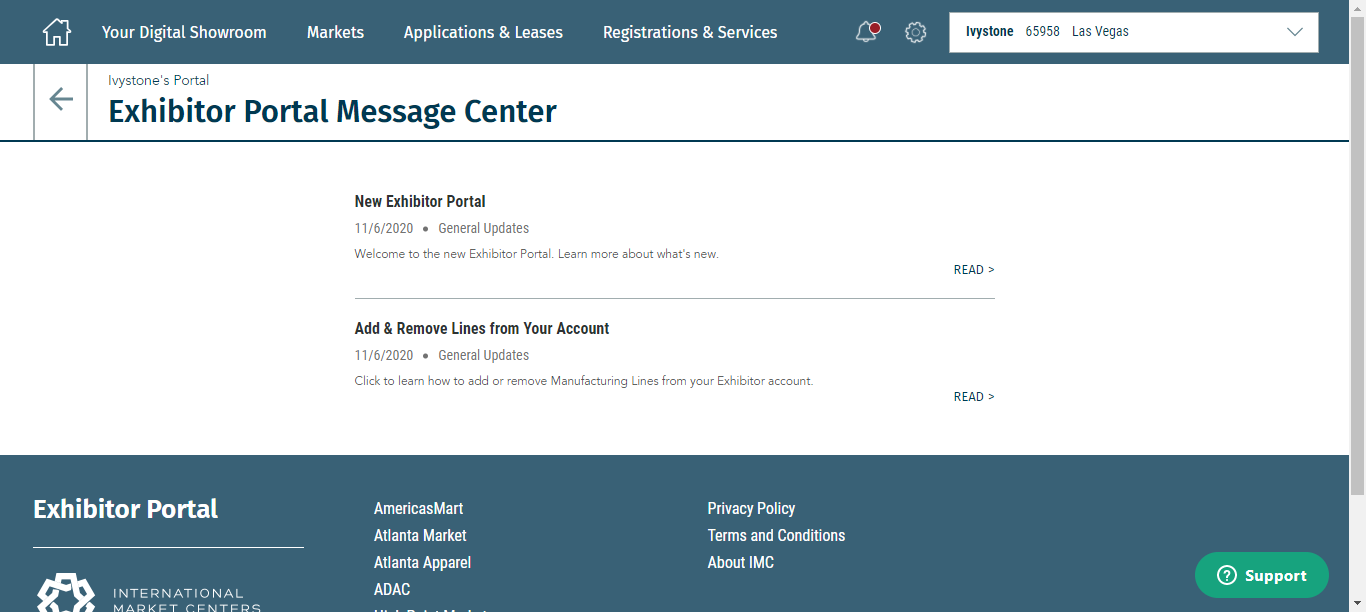 Your Digital Showroom Markets Applications & Leases Registrations & Services Ivystone 65958 Las Vegas
Ivystone's Portal
Exhibitor Portal Message Center
New Exhibitor Portal
11/6/2020 • General Updates
Welcome to the new Exhibitor Portal. Learn more about what's new.
READ >
Add & Remove Lines from Your Account
11/6/2020 • General Updates
Click to learn how to add or remove Manufacturing Lines from your Exhibitor account.
READ >
Exhibitor Portal
INTERNATIONAL
MARKET CENTERS
AmericasMart
Atlanta Market
Atlanta Apparel
ADAC
High Point Market
Privacy Policy
Terms and Conditions
About IMC
Support